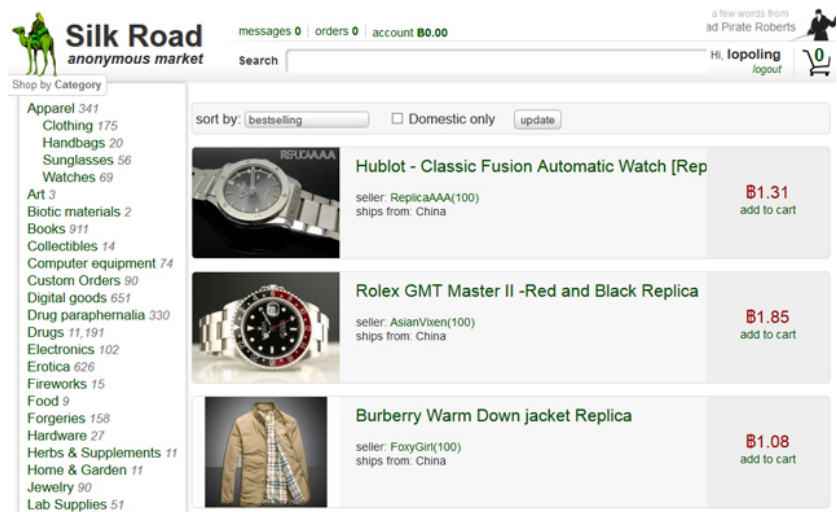 Silk Road
anonymous market
messages 0 | orders 0 | account ฿0.00
a few words from
ad Pirate Roberts
Search
Hi, lopoling
logout
0
Shop by Category
Apparel 341
Clothing 175
Handbags 20
Sunglasses 56
Watches 69
Art 3
Biotic materials 2
Books 911
Collectibles 14
Computer equipment 74
Custom Orders 90
Digital goods 651
Drug paraphernalia 330
Drugs 11,191
Electronics 102
Erotica 626
Fireworks 15
Food 9
Forgeries 158
Hardware 27
Herbs & Supplements 11
Home & Garden 11
Jewelry 90
Lab Supplies 51
sort by: bestselling Domestic only update
REPLICAAAA
Hublot - Classic Fusion Automatic Watch [Rep
seller: ReplicaAAA(100)
ships from: China
฿1.31
add to cart
Rolex GMT Master II -Red and Black Replica
seller: AsianVixen(100)
ships from: China
฿1.85
add to cart
Burberry Warm Down jacket Replica
seller: FoxyGirl(100)
ships from: China
฿1.08
add to cart